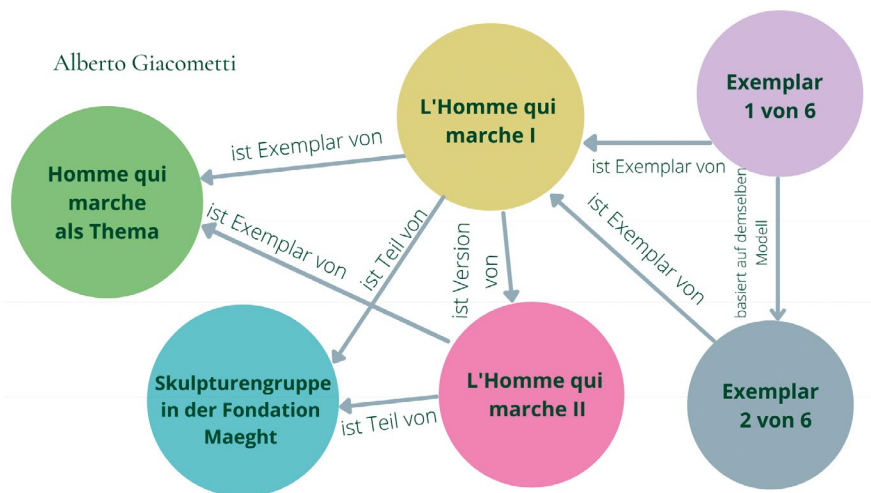 Alberto Giacometti
Homme qui
marche
als Thema
ist Exemplar von
L'Homme qui
marche I
ist Exemplar von
Exemplar
1 von 6
ist Exemplar von
ist Teil von
ist Version
von
ist Exemplar von
basiert auf demselben
Modell
Skulpturengruppe
in der Fondation
Maeght
ist Teil von
L'Homme qui
marche II
Exemplar
2 von 6